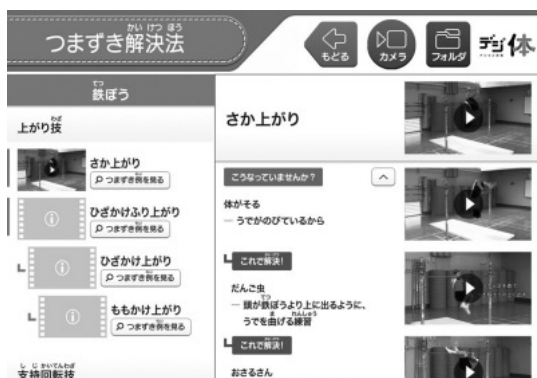 つまずき解決法
もどる
カメラ
フォルダ
デジ体
鉄ぼう
上がり技
さか上がり
つまずき例を見る
ひざかけふり上がり
つまずき例を見る
ひざかけ上がり
つまずき例を見る
ももかけ上がり
つまずき例を見る
支持回転技
さか上がり
こうなっていませんか?
体がそる
― うでがのびているから
これで解決!
だんご虫
― 頭が鉄ぼうより上に出るように、
うでを曲げる練習
これで解決!
おさるさん